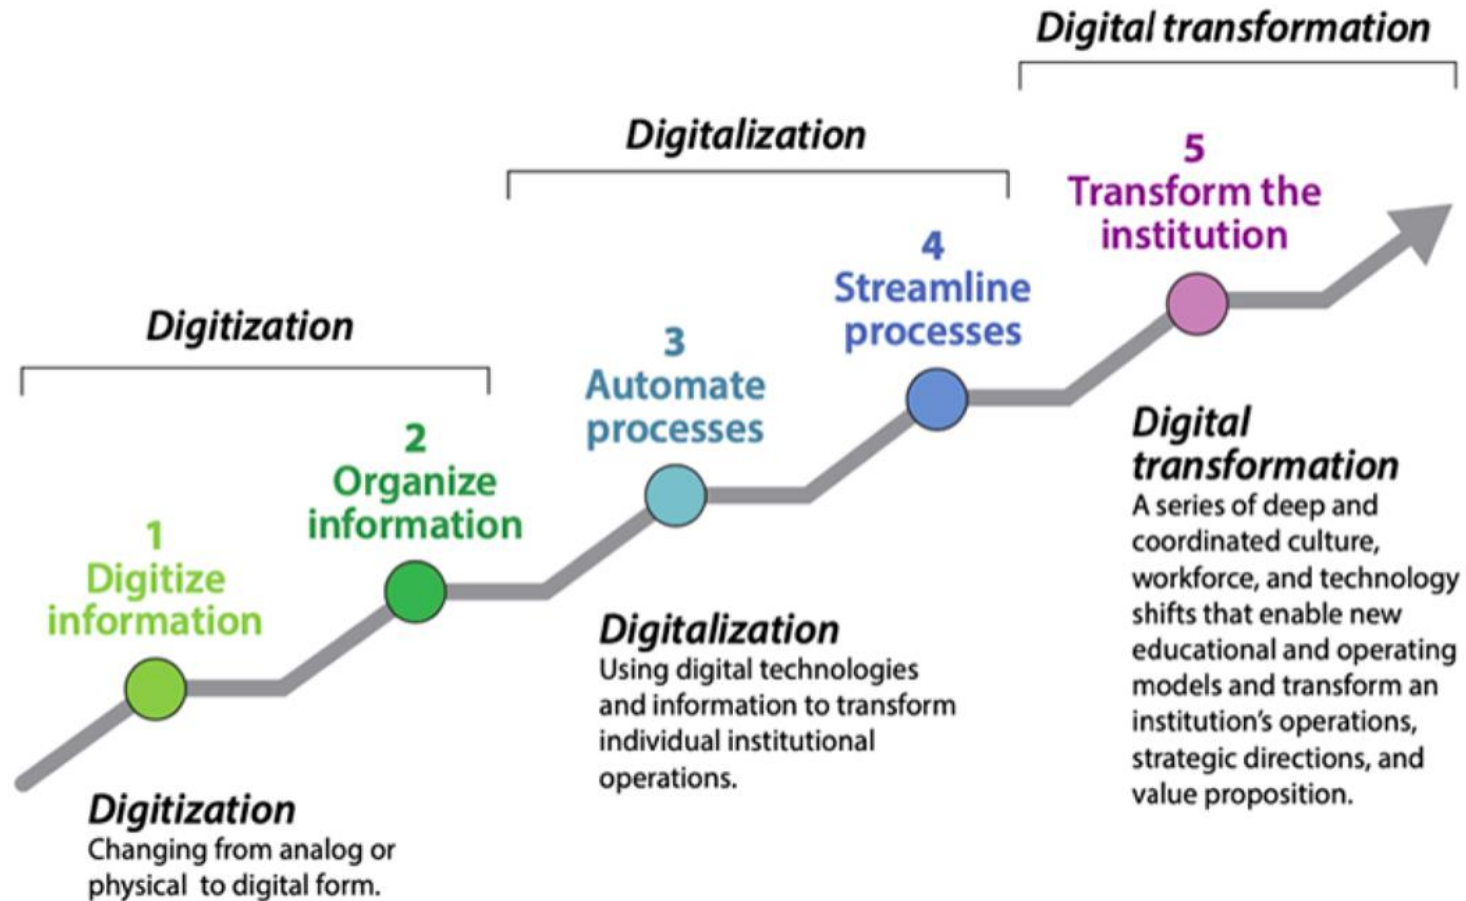 Digital transformation
Digitalization
5
Transform the
institution
4
Streamline
processes
Digitization
3
Automate
processes
2
Organize
information
1
Digitize
information
Digital
transformation
A series of deep and
coordinated culture,
workforce, and technology
shifts that enable new
educational and operating
models and transform an
institution's operations,
strategic directions, and
value proposition.
Digitalization
Using digital technologies
and information to transform
individual institutional
operations.
Digitization
Changing from analog or
physical to digital form.